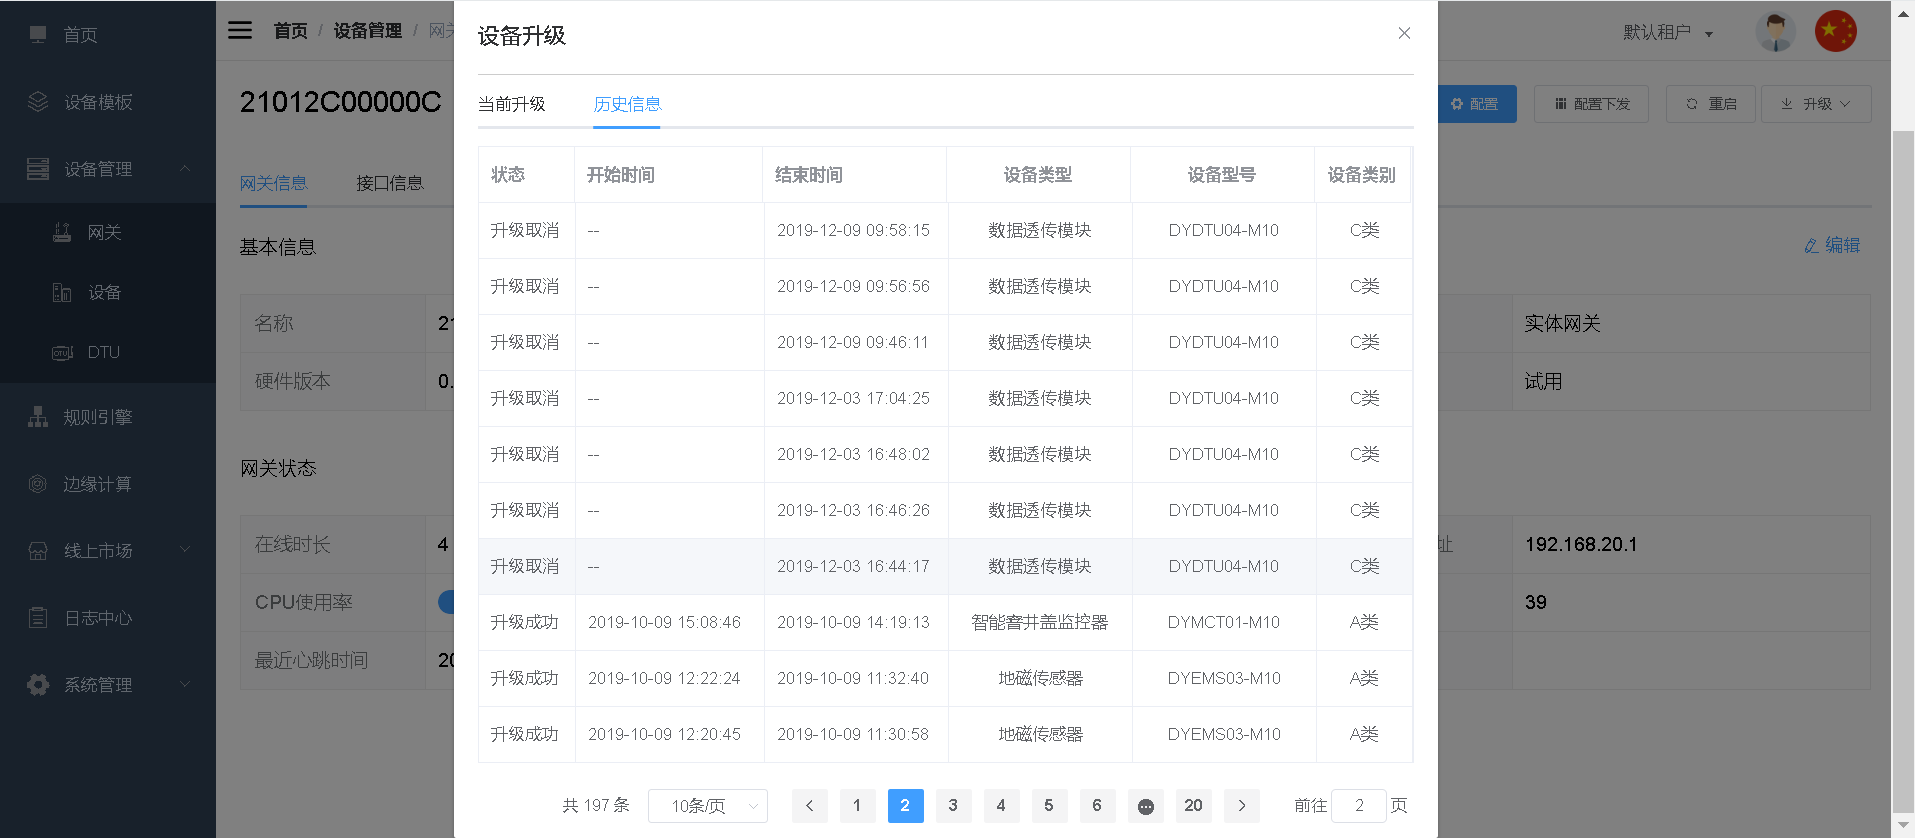 首页
设备模板
设备管理
网关
设备
DTU
规则引擎
边缘计算
线上市场
日志中心
系统管理
首页 / 设备管理 /
默认租户
21012C00000C
配置 配置下发 重启 升级
网关信息 接口信息
基本信息
编辑
名称
实体网关
硬件版本
试用
网关状态
在线时长 4
址 192.168.20.1
CPU使用率
39
最近心跳时间
设备升级
当前升级 历史信息
状态 开始时间 结束时间 设备类型 设备型号 设备类别
升级取消 -- 2019-12-09 09:58:15 数据透传模块 DYDTU04-M10 C类
升级取消 -- 2019-12-09 09:56:56 数据透传模块 DYDTU04-M10 C类
升级取消 -- 2019-12-09 09:46:11 数据透传模块 DYDTU04-M10 C类
升级取消 -- 2019-12-03 17:04:25 数据透传模块 DYDTU04-M10 C类
升级取消 -- 2019-12-03 16:48:02 数据透传模块 DYDTU04-M10 C类
升级取消 -- 2019-12-03 16:46:26 数据透传模块 DYDTU04-M10 C类
升级取消 -- 2019-12-03 16:44:17 数据透传模块 DYDTU04-M10 C类
升级成功 2019-10-09 15:08:46 2019-10-09 14:19:13 智能窨井盖监控器 DYMCT01-M10 A类
升级成功 2019-10-09 12:22:24 2019-10-09 11:32:40 地磁传感器 DYEMS03-M10 A类
升级成功 2019-10-09 12:20:45 2019-10-09 11:30:58 地磁传感器 DYEMS03-M10 A类
共 197 条 10条/页 < 1 2 3 4 5 6 ••• 20 > 前往 2 页